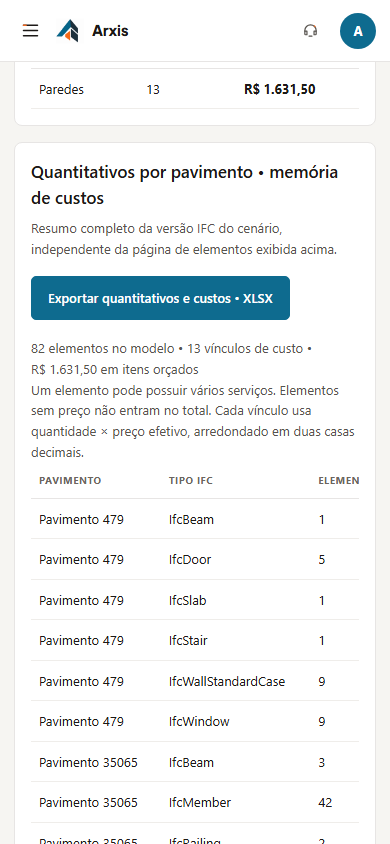 Arxis
A
Paredes 13 R$ 1.631,50
Quantitativos por pavimento • memória
de custos
Resumo completo da versão IFC do cenário,
independente da página de elementos exibida acima.
Exportar quantitativos e custos • XLSX
82 elementos no modelo • 13 vínculos de custo •
R$ 1.631,50 em itens orçados
Um elemento pode possuir vários serviços. Elementos
sem preço não entram no total. Cada vínculo usa
quantidade × preço efetivo, arredondado em duas casas
decimais.
PAVIMENTO TIPO IFC ELEMEN
Pavimento 479 IfcBeam 1
Pavimento 479 IfcDoor 5
Pavimento 479 IfcSlab 1
Pavimento 479 IfcStair 1
Pavimento 479 IfcWallStandardCase 9
Pavimento 479 IfcWindow 9
Pavimento 35065 IfcBeam 3
Pavimento 35065 IfcMember 42
Pavimento 35065 IfcRailing 2